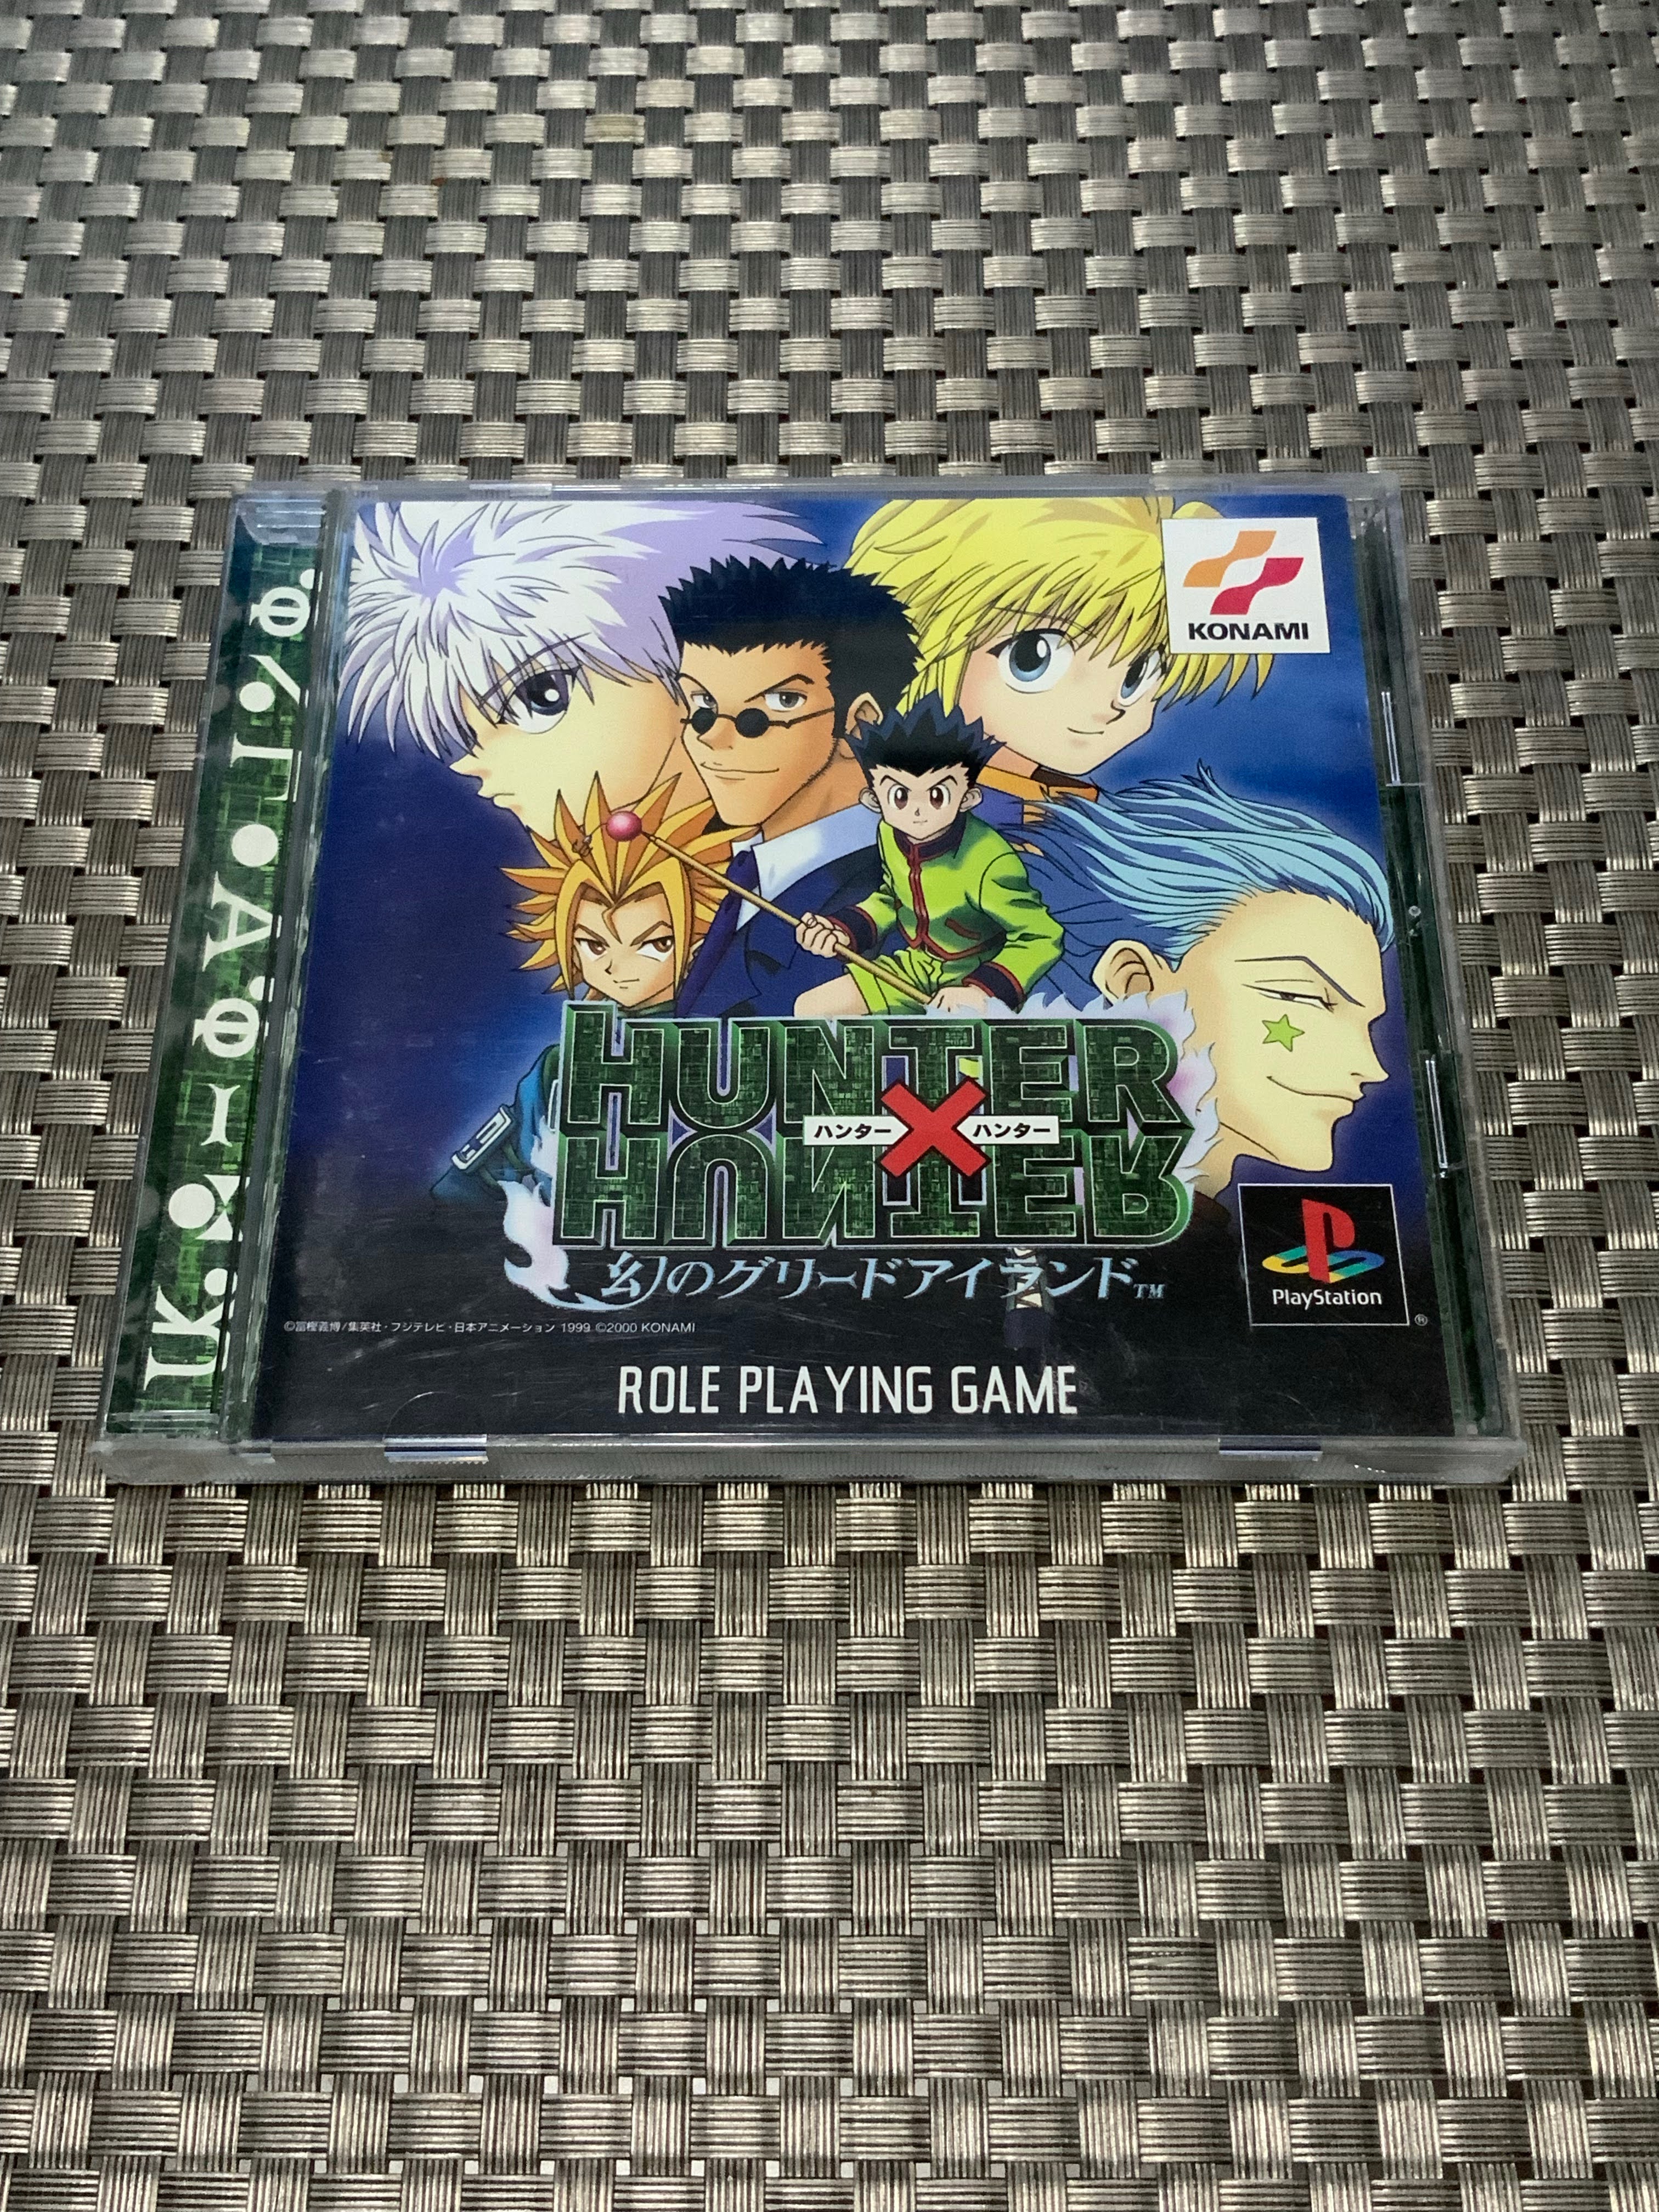 KONAMI
HUNTER
ハンター×ハンター
HUNTER
幻のグリードアイランド™
PlayStation®
©冨樫義博/集英社・フジテレビ・日本アニメーション 1999 ©2000 KONAMI
ROLE PLAYING GAME